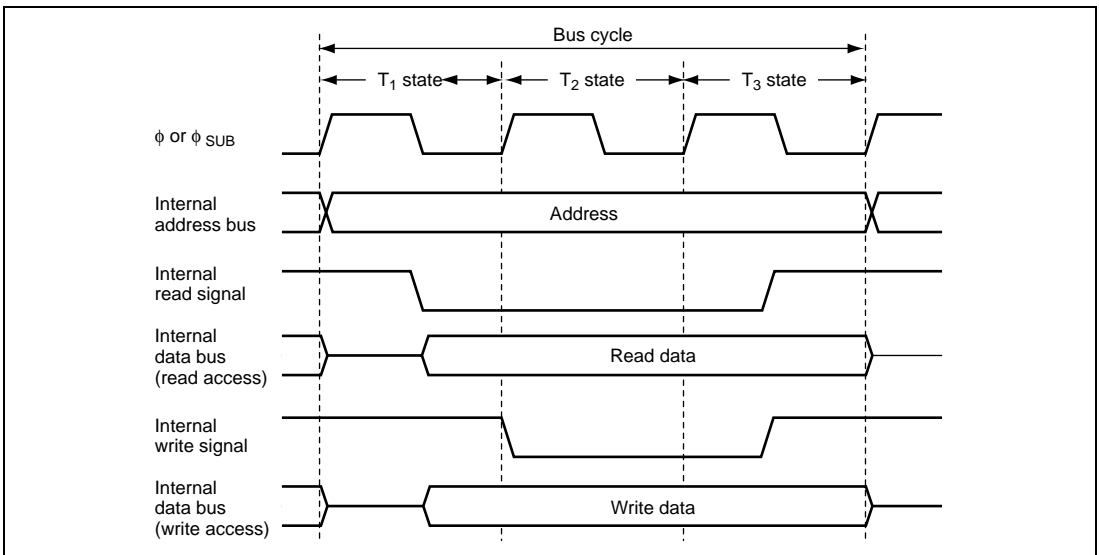 Bus cycle
T₁ state
T₂ state
T₃ state
ϕ or ϕ SUB
Internal
address bus
Address
Internal
read signal
Internal
data bus
(read access)
Read data
Internal
write signal
Internal
data bus
(write access)
Write data